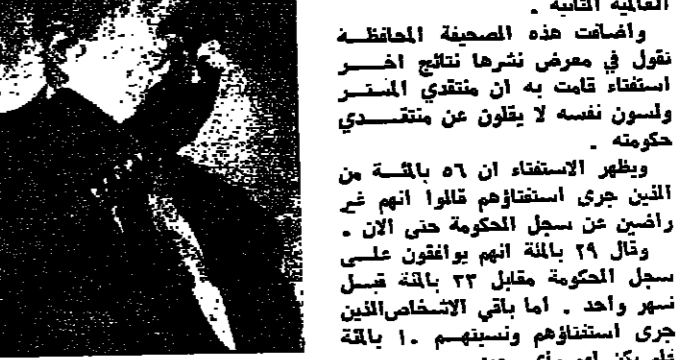 العالمية الثانية .
واضافت هذه الصحيفة المحافظة
تقول في معرض نشرها نتائج اخر
استفتاء قامت به ان منتقدي المستر
ولسون نفسه لا يقلون عن منتقدي
حكومته .
ويظهر الاستفتاء ان ٥٦ بالمئة من
الذين جرى استفتاؤهم قالوا انهم غير
راضين عن سجل الحكومة حتى الان .
وقال ٢٩ بالمئة انهم يوافقون على
سجل الحكومة مقابل ٣٣ بالمئة قبل
شهر واحد . اما باقي الاشخاص الذين
جرى استفتاؤهم ونسبتهم ١٠ بالمئة